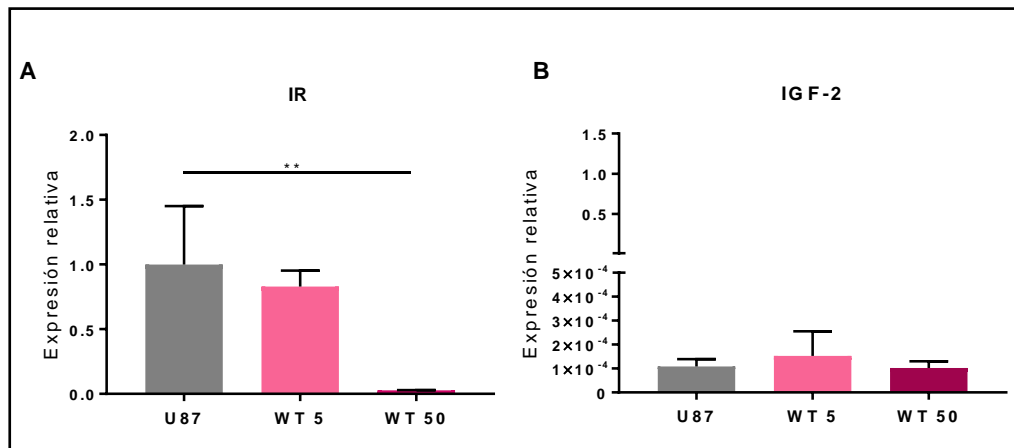 A
IR
Expresión relativa
2.0
1.5
1.0
0.5
0.0
**
U87
WT 5
WT 50
B
IGF-2
Expresión relativa
1.5
1.0
0.5
5×10⁻⁴
4×10⁻⁴
3×10⁻⁴
2×10⁻⁴
1×10⁻⁴
0
U87
WT 5
WT 50